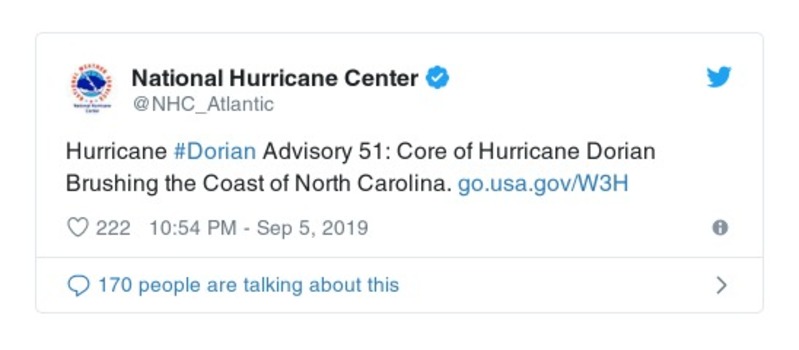 National Hurricane Center
@NHC_Atlantic
Hurricane #Dorian Advisory 51: Core of Hurricane Dorian
Brushing the Coast of North Carolina. go.usa.gov/W3H
222 10:54 PM - Sep 5, 2019
170 people are talking about this